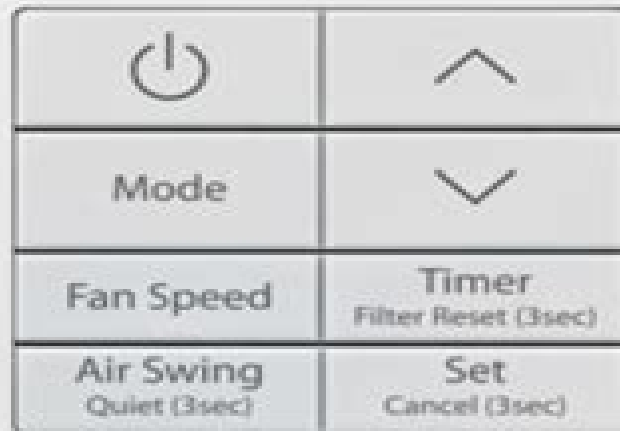 Mode
Fan Speed
Timer
Filter Reset (3sec)
Air Swing
Quiet (3sec)
Set
Cancel (3sec)